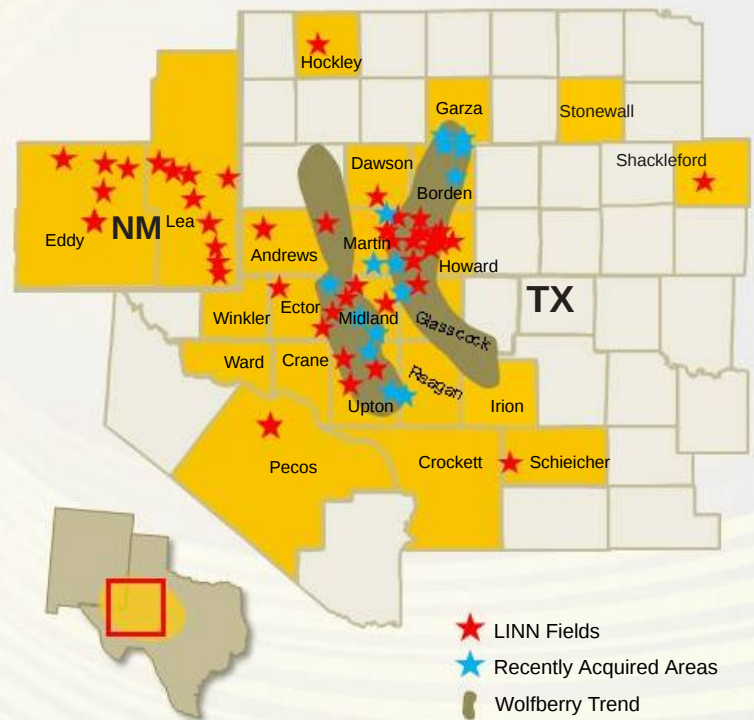 Hockley
Garza
Stonewall
Dawson
Shackleford
Borden
NM
Lea
Eddy
Andrews
Martin
Howard
TX
Winkler
Ector
Midland
Glasscock
Ward
Crane
Reagan
Upton
Irion
Pecos
Crockett
Schieicher
LINN Fields
Recently Acquired Areas
Wolfberry Trend